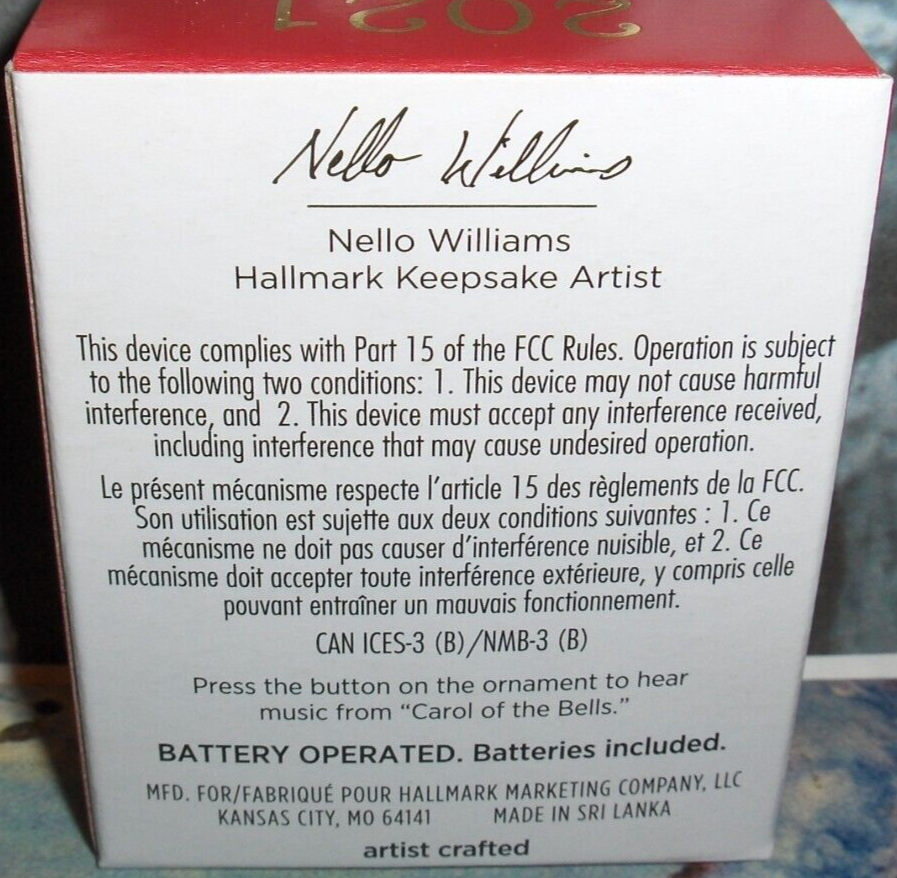 2021
Nello Williams
Nello Williams
Hallmark Keepsake Artist
This device complies with Part 15 of the FCC Rules. Operation is subject
to the following two conditions: 1. This device may not cause harmful
interference, and 2. This device must accept any interference received,
including interference that may cause undesired operation.
Le présent mécanisme respecte l'article 15 des règlements de la FCC.
Son utilisation est sujette aux deux conditions suivantes : 1. Ce
mécanisme ne doit pas causer d'interférence nuisible, et 2. Ce
mécanisme doit accepter toute interférence extérieure, y compris celle
pouvant entraîner un mauvais fonctionnement.
CAN ICES-3 (B)/NMB-3 (B)
Press the button on the ornament to hear
music from "Carol of the Bells."
BATTERY OPERATED. Batteries included.
MFD. FOR/FABRIQUÉ POUR HALLMARK MARKETING COMPANY, LLC
KANSAS CITY, MO 64141 MADE IN SRI LANKA
artist crafted